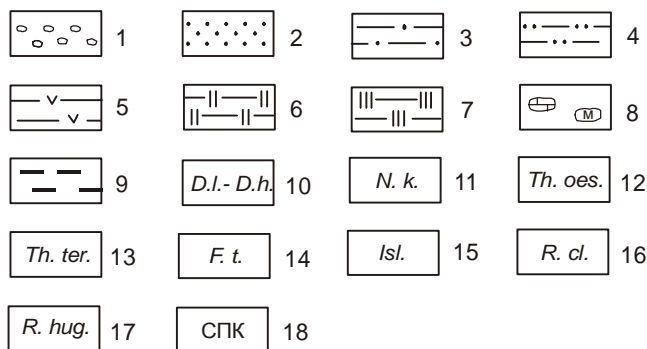 1 2 3 4
5 6 7 M 8
9 D.l.- D.h. 10 N. k. 11 Th. oes. 12
Th. ter. 13 F. t. 14 Isl. 15 R. cl. 16
R. hug. 17 СПК 18